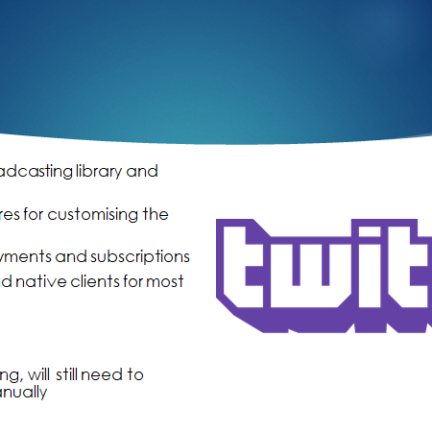 adcasting library and
res for customising the
yments and subscriptions
d native clients for most
ng, will still need to
anually
twit